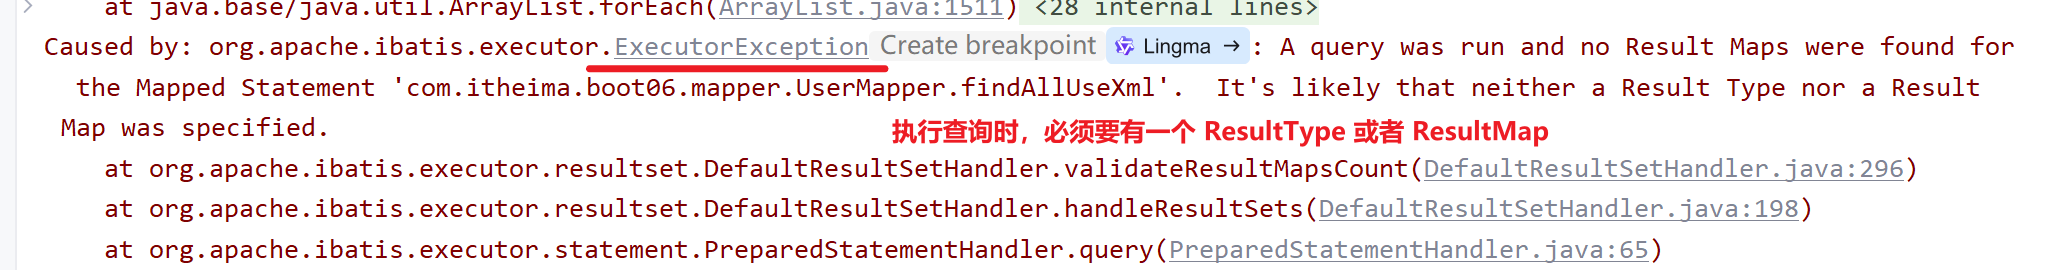 at java.base/java.util.ArrayList.forEach(ArrayList.java:1511) <28 internal lines>
Caused by: org.apache.ibatis.executor.ExecutorException Create breakpoint Lingma → : A query was run and no Result Maps were found for
the Mapped Statement 'com.itheima.boot06.mapper.UserMapper.findAllUseXml'.  It's likely that neither a Result Type nor a Result
Map was specified.
执行查询时，必须要有一个 ResultType 或者 ResultMap
at org.apache.ibatis.executor.resultset.DefaultResultSetHandler.validateResultMapsCount(DefaultResultSetHandler.java:296)
at org.apache.ibatis.executor.resultset.DefaultResultSetHandler.handleResultSets(DefaultResultSetHandler.java:198)
at org.apache.ibatis.executor.statement.PreparedStatementHandler.query(PreparedStatementHandler.java:65)